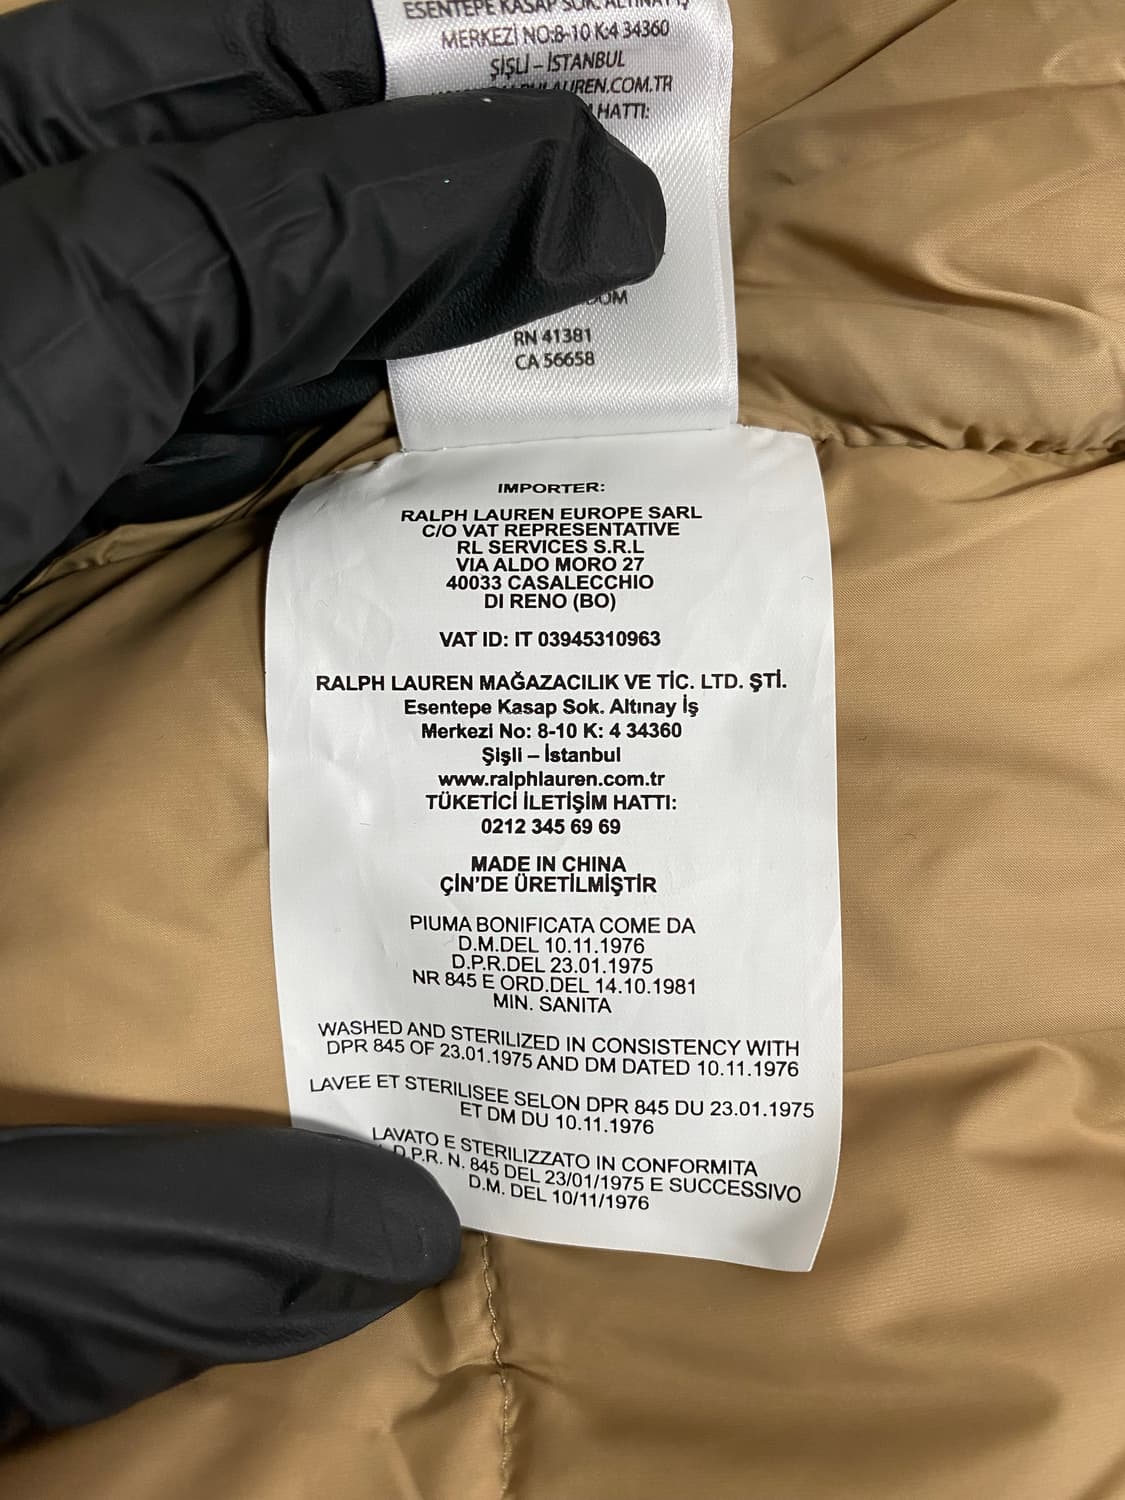 ESENTEPE KASAP SOK. ALTINAY İŞ
MERKEZİ NO:8-10 K:4 34360
ŞİŞLİ – İSTANBUL
LAUREN.COM.TR
HATTI:
RN 41381
CA 56658
IMPORTER:
RALPH LAUREN EUROPE SARL
C/O VAT REPRESENTATIVE
RL SERVICES S.R.L
VIA ALDO MORO 27
40033 CASALECCHIO
DI RENO (BO)
VAT ID: IT 03945310963
RALPH LAUREN MAĞAZACILIK VE TİC. LTD. ŞTİ.
Esentepe Kasap Sok. Altınay İş
Merkezi No: 8-10 K: 4 34360
Şişli – İstanbul
www.ralphlauren.com.tr
TÜKETİCİ İLETİŞİM HATTI:
0212 345 69 69
MADE IN CHINA
ÇİN'DE ÜRETİLMİŞTİR
PIUMA BONIFICATA COME DA
D.M.DEL 10.11.1976
D.P.R.DEL 23.01.1975
NR 845 E ORD.DEL 14.10.1981
MIN. SANITA
WASHED AND STERILIZED IN CONSISTENCY WITH
DPR 845 OF 23.01.1975 AND DM DATED 10.11.1976
LAVEE ET STERILISEE SELON DPR 845 DU 23.01.1975
ET DM DU 10.11.1976
LAVATO E STERILIZZATO IN CONFORMITA
D.P.R. N. 845 DEL 23/01/1975 E SUCCESSIVO
D.M. DEL 10/11/1976